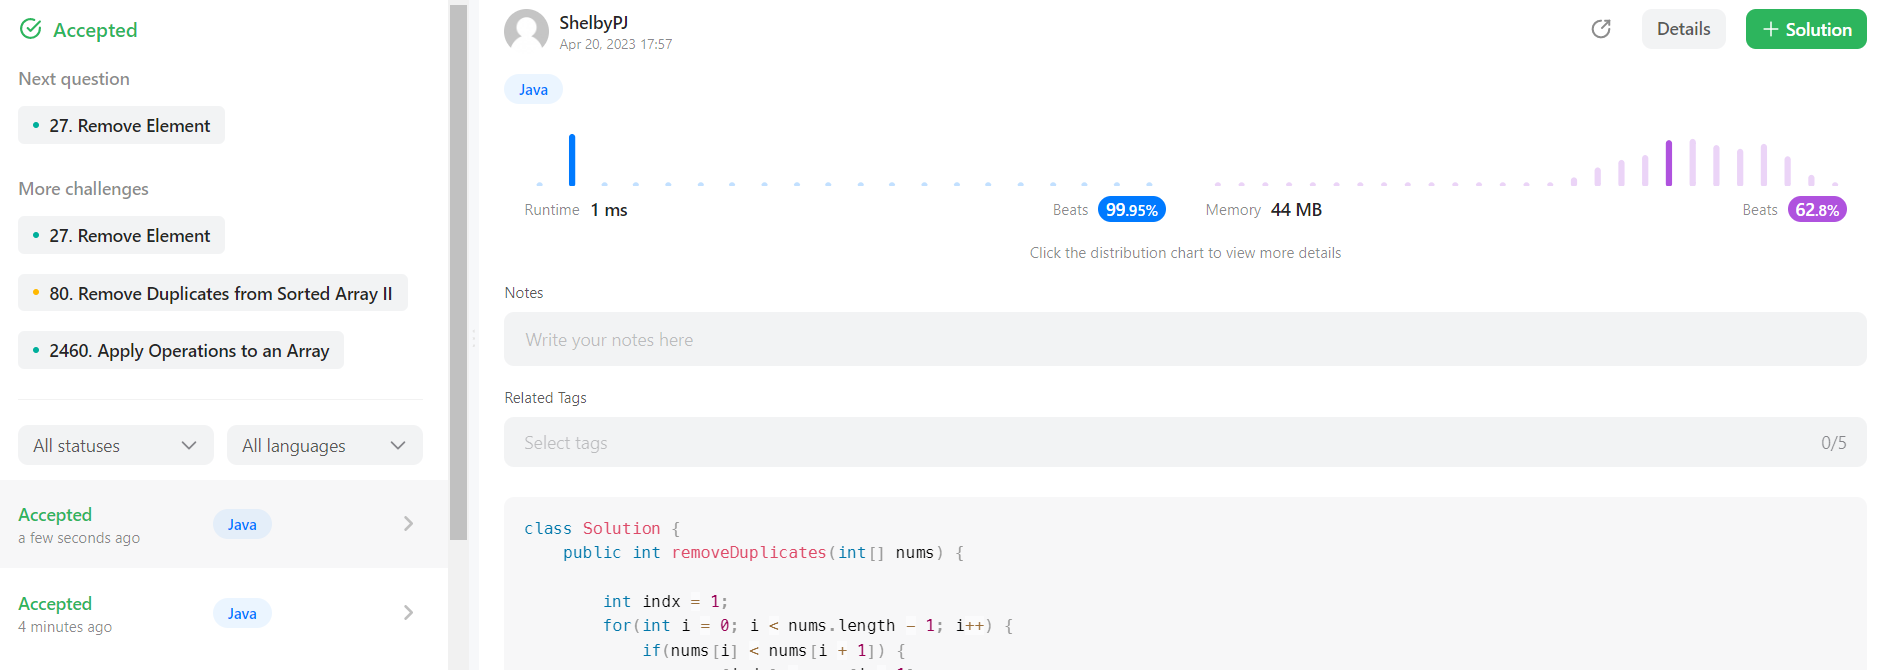 Accepted
Next question
27. Remove Element
More challenges
27. Remove Element
80. Remove Duplicates from Sorted Array II
2460. Apply Operations to an Array
All statuses
All languages
Accepted
a few seconds ago
Java
Accepted
4 minutes ago
Java
ShelbyPJ
Apr 20, 2023 17:57
Details
+ Solution
Java
Runtime 1 ms
Beats 99.95%
Memory 44 MB
Beats 62.8%
Click the distribution chart to view more details
Notes
Write your notes here
Related Tags
Select tags
0/5
class Solution {
    public int removeDuplicates(int[] nums) {
        int indx = 1;
        for(int i = 0; i < nums.length - 1; i++) {
            if(nums[i] < nums[i + 1]) {